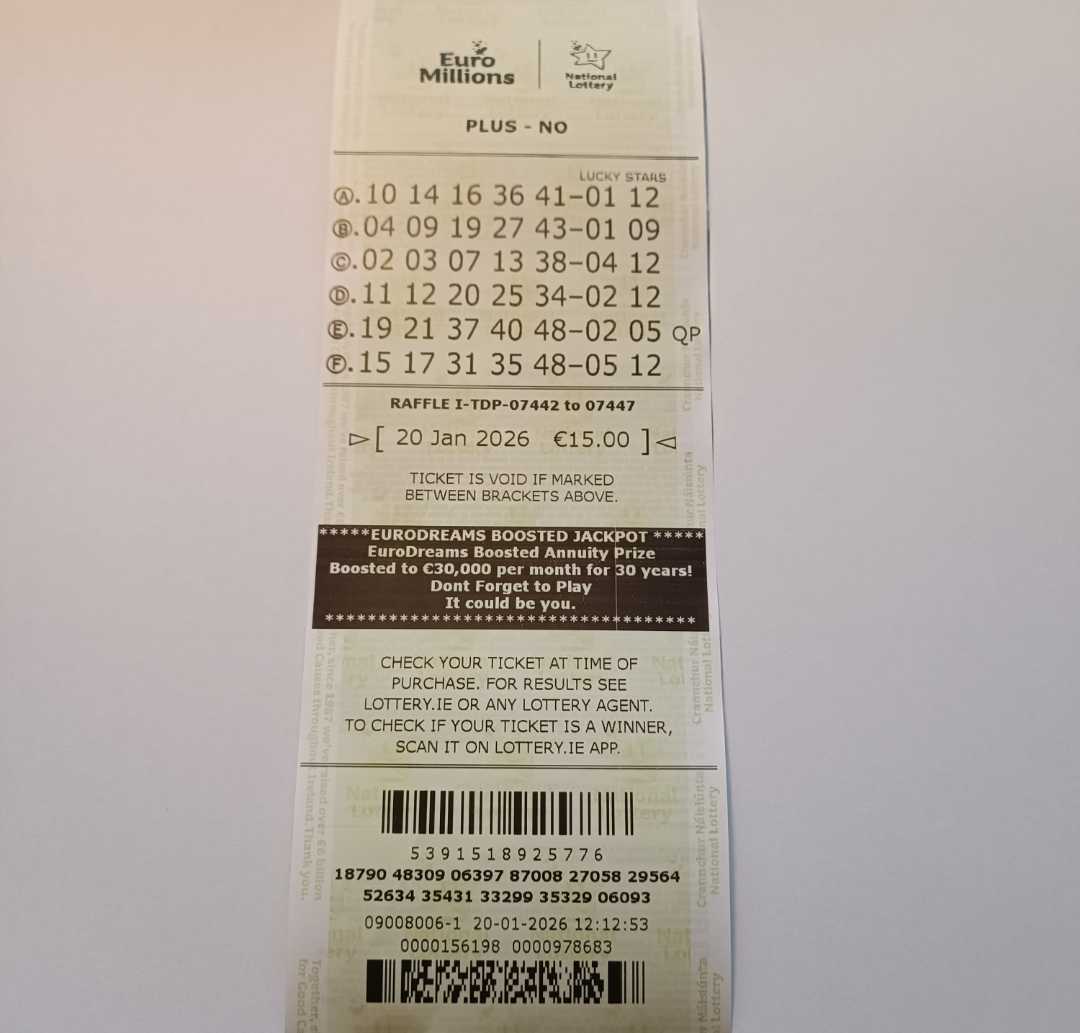 Euro
Millions
National
Lottery
PLUS - NO
LUCKY STARS
Ⓐ. 10 14 16 36 41-01 12
Ⓑ. 04 09 19 27 43-01 09
Ⓒ. 02 03 07 13 38-04 12
Ⓓ. 11 12 20 25 34-02 12
Ⓔ. 19 21 37 40 48-02 05 QP
Ⓕ. 15 17 31 35 48-05 12
RAFFLE I-TDP-07442 to 07447
▷[ 20 Jan 2026 €15.00 ]◁
TICKET IS VOID IF MARKED
BETWEEN BRACKETS ABOVE.
*****EURODREAMS BOOSTED JACKPOT *****
EuroDreams Boosted Annuity Prize
Boosted to €30,000 per month for 30 years!
Dont Forget to Play
It could be you.
***********************************
CHECK YOUR TICKET AT TIME OF
PURCHASE. FOR RESULTS SEE
LOTTERY.IE OR ANY LOTTERY AGENT.
TO CHECK IF YOUR TICKET IS A WINNER,
SCAN IT ON LOTTERY.IE APP.
5391518925776
18790 48309 06397 87008 27058 29564
52634 35431 33299 35329 06093
09008006-1 20-01-2026 12:12:53
0000156198 0000978683
Crannchur Náisiúnta
National Lottery